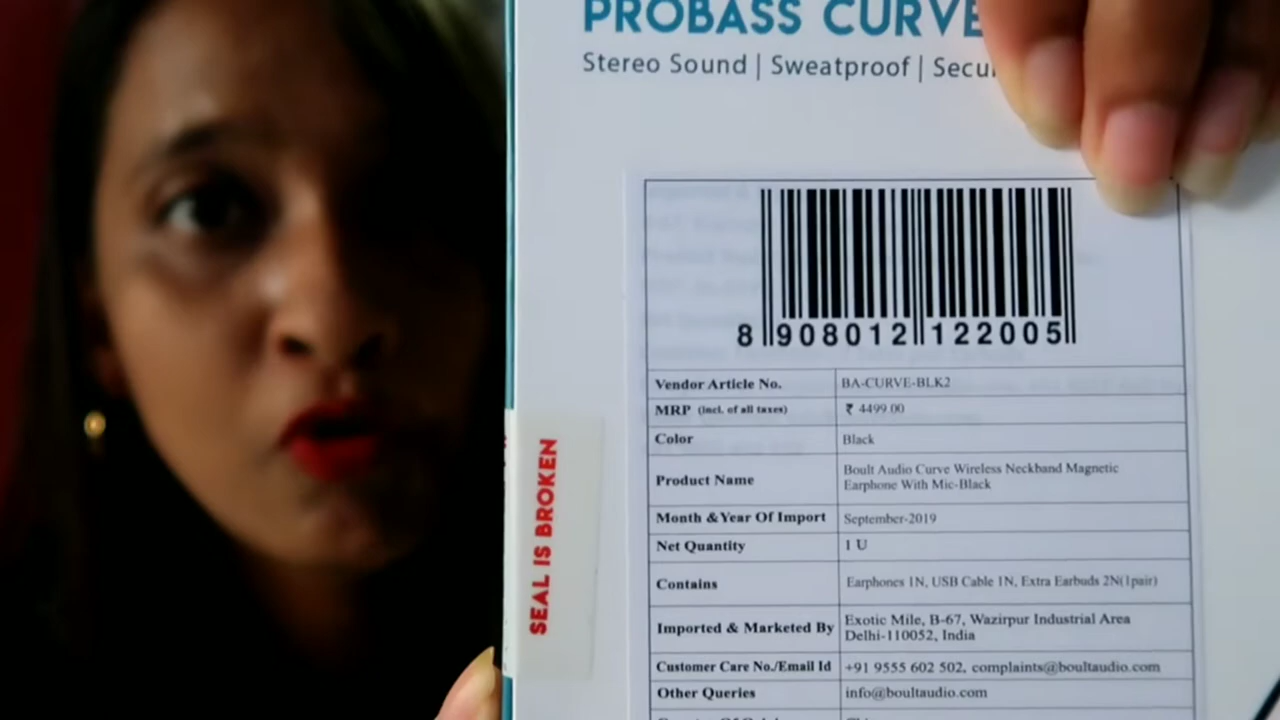 PROBASS CURVE
Stereo Sound | Sweatproof |
8 908012 122005
Vendor Article No. BA-CURVE-BLK2
MRP (incl. of all taxes) ₹ 4499.00
Color Black
Product Name Boult Audio Curve Wireless Neckband Magnetic
Earphone With Mic-Black
Month &Year Of Import September-2019
Net Quantity 1 U
Contains Earphones 1N, USB Cable 1N, Extra Earbuds 2N(1pair)
Imported & Marketed By Exotic Mile, B-67, Wazirpur Industrial Area
Delhi-110052, India
Customer Care No./Email Id +91 9555 602 502, complaints@boultaudio.com
Other Queries info@boultaudio.com
SEAL IS BROKEN